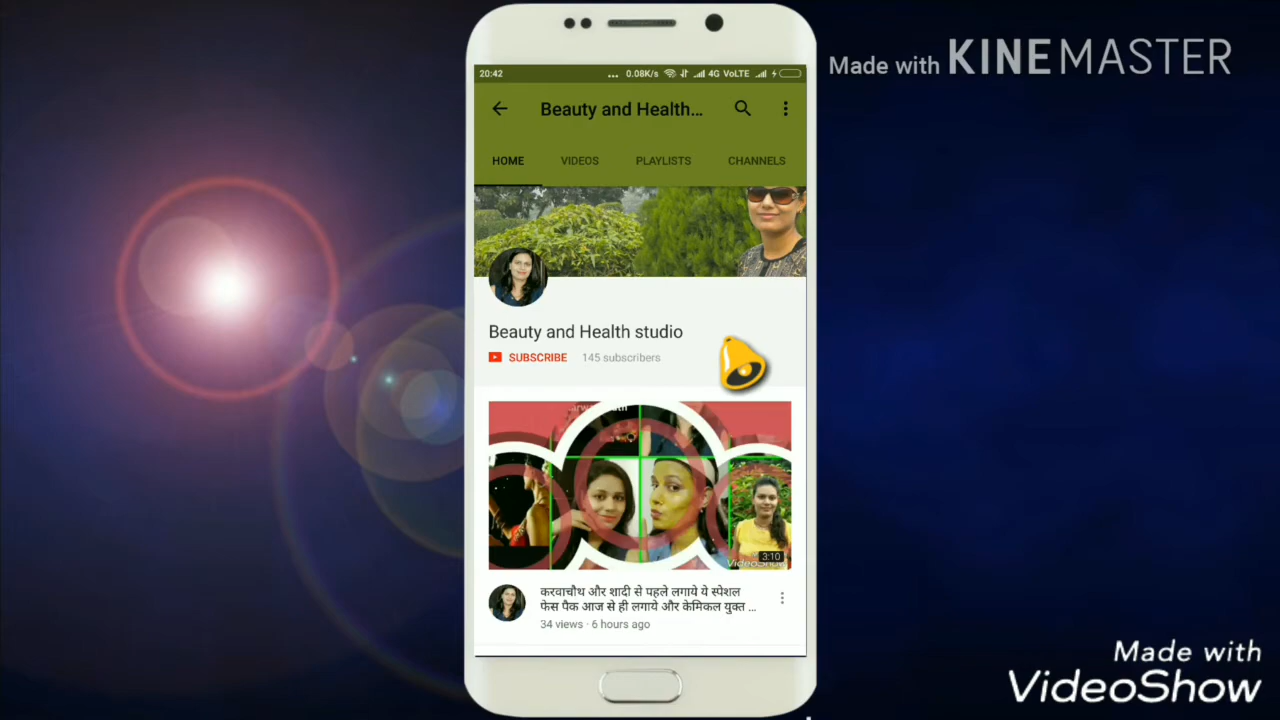 Made with KINEMASTER
20:42 ... 0.08K/s 4G VoLTE
Beauty and Health...
HOME VIDEOS PLAYLISTS CHANNELS
Beauty and Health studio
SUBSCRIBE 145 subscribers
3:10
VideoShow
करवाचौथ और शादी से पहले लगाये ये स्पेशल
फेस पैक आज से ही लगाये और केमिकल युक्त ...
34 views · 6 hours ago
Made with
VideoShow